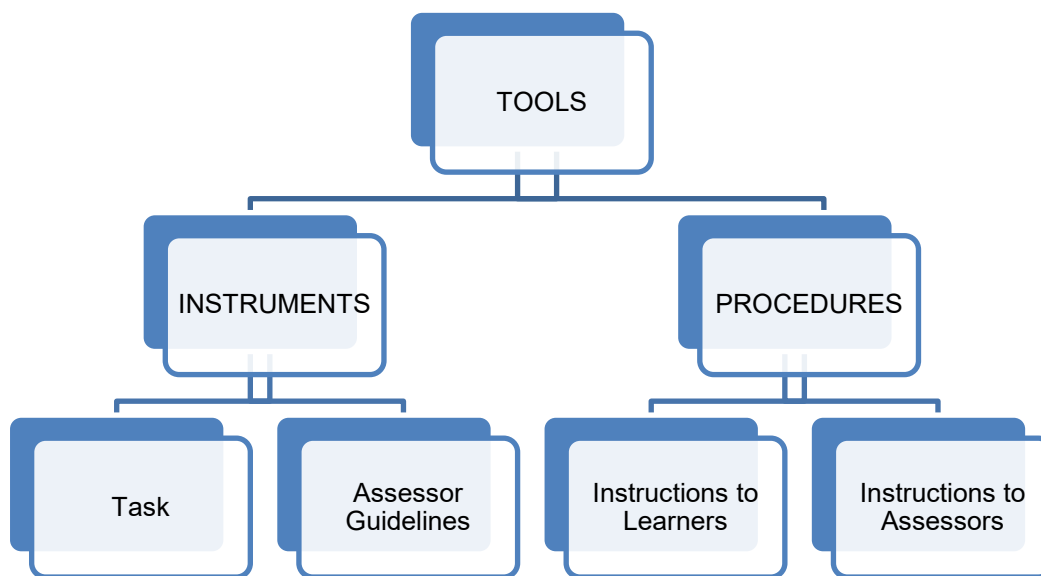 TOOLS
INSTRUMENTS
PROCEDURES
Task
Assessor
Guidelines
Instructions to
Learners
Instructions to
Assessors